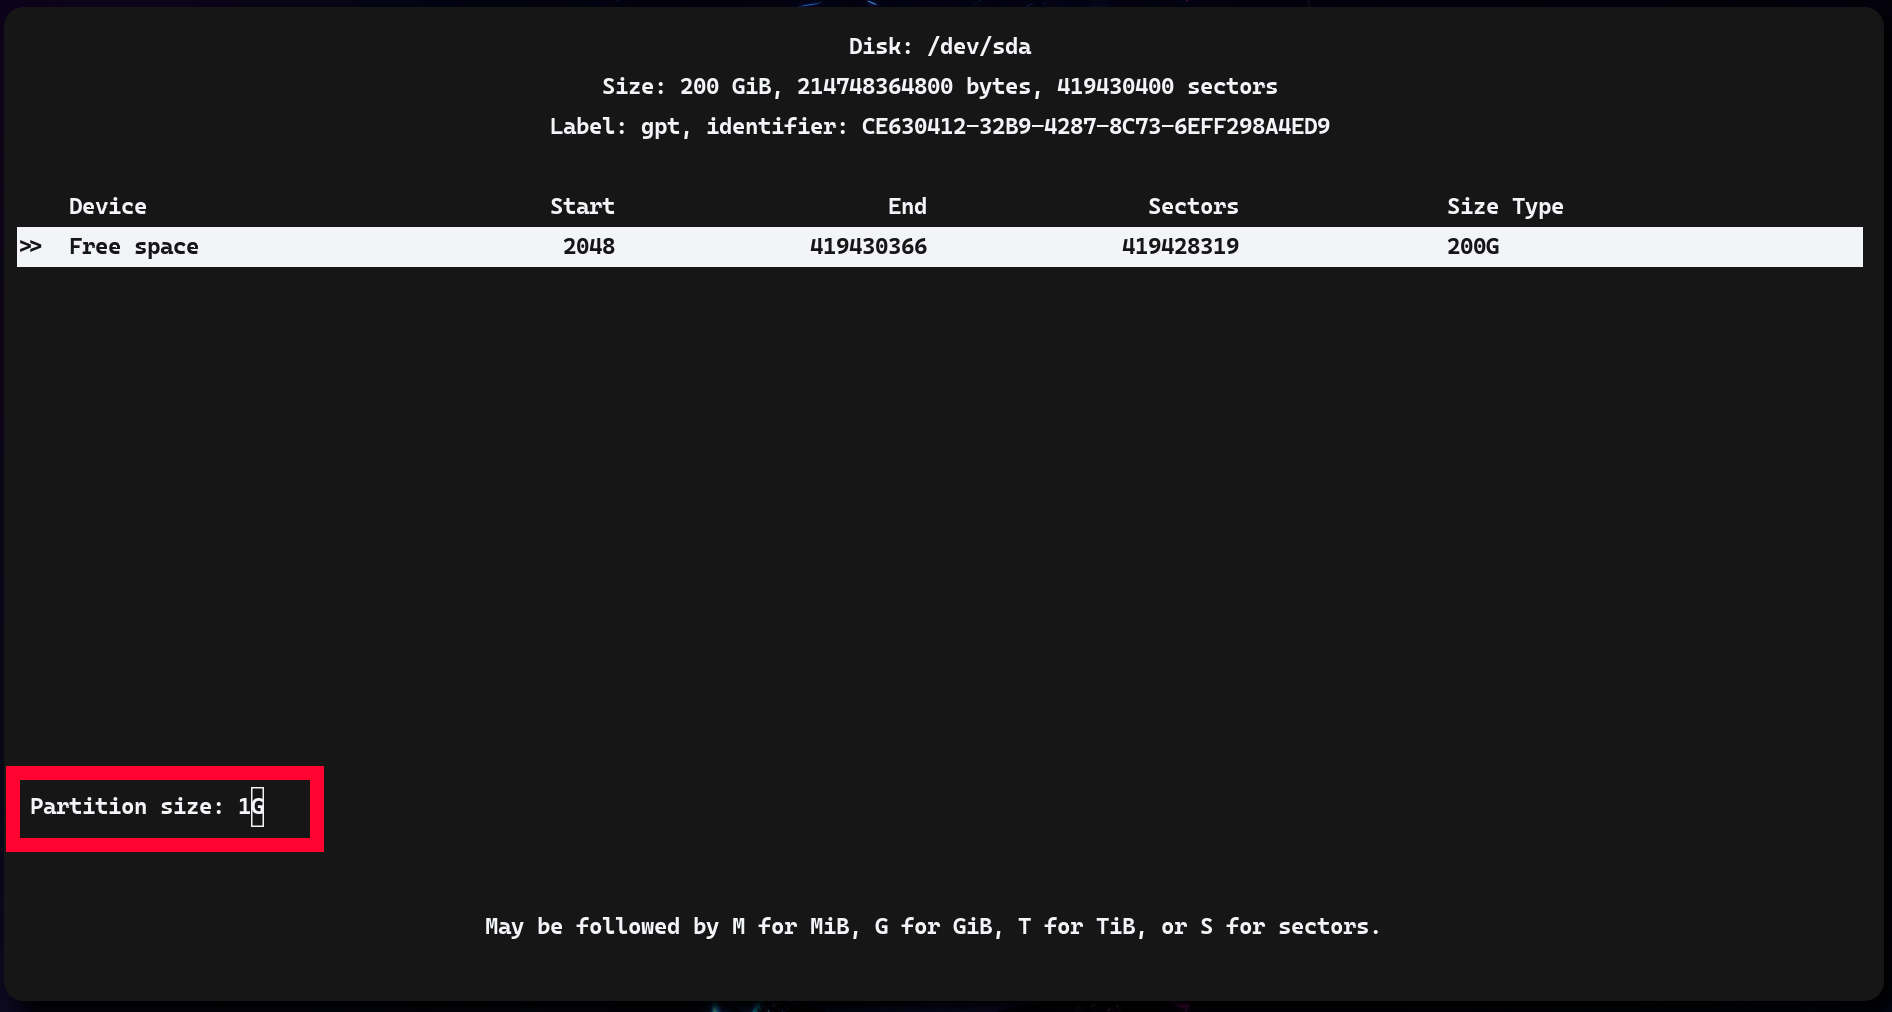 Disk: /dev/sda
Size: 200 GiB, 214748364800 bytes, 419430400 sectors
Label: gpt, identifier: CE630412-32B9-4287-8C73-6EFF298A4ED9
Device Start End Sectors Size Type
>> Free space 2048 419430366 419428319 200G
Partition size: 1G
May be followed by M for MiB, G for GiB, T for TiB, or S for sectors.